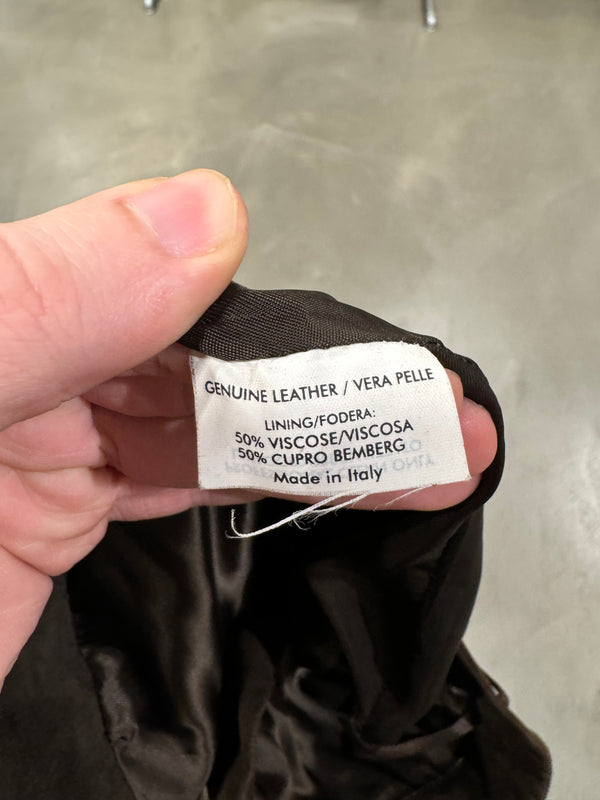 GENUINE LEATHER / VERA PELLE
LINING/FODERA:
50% VISCOSE/VISCOSA
50% CUPRO BEMBERG
Made in Italy